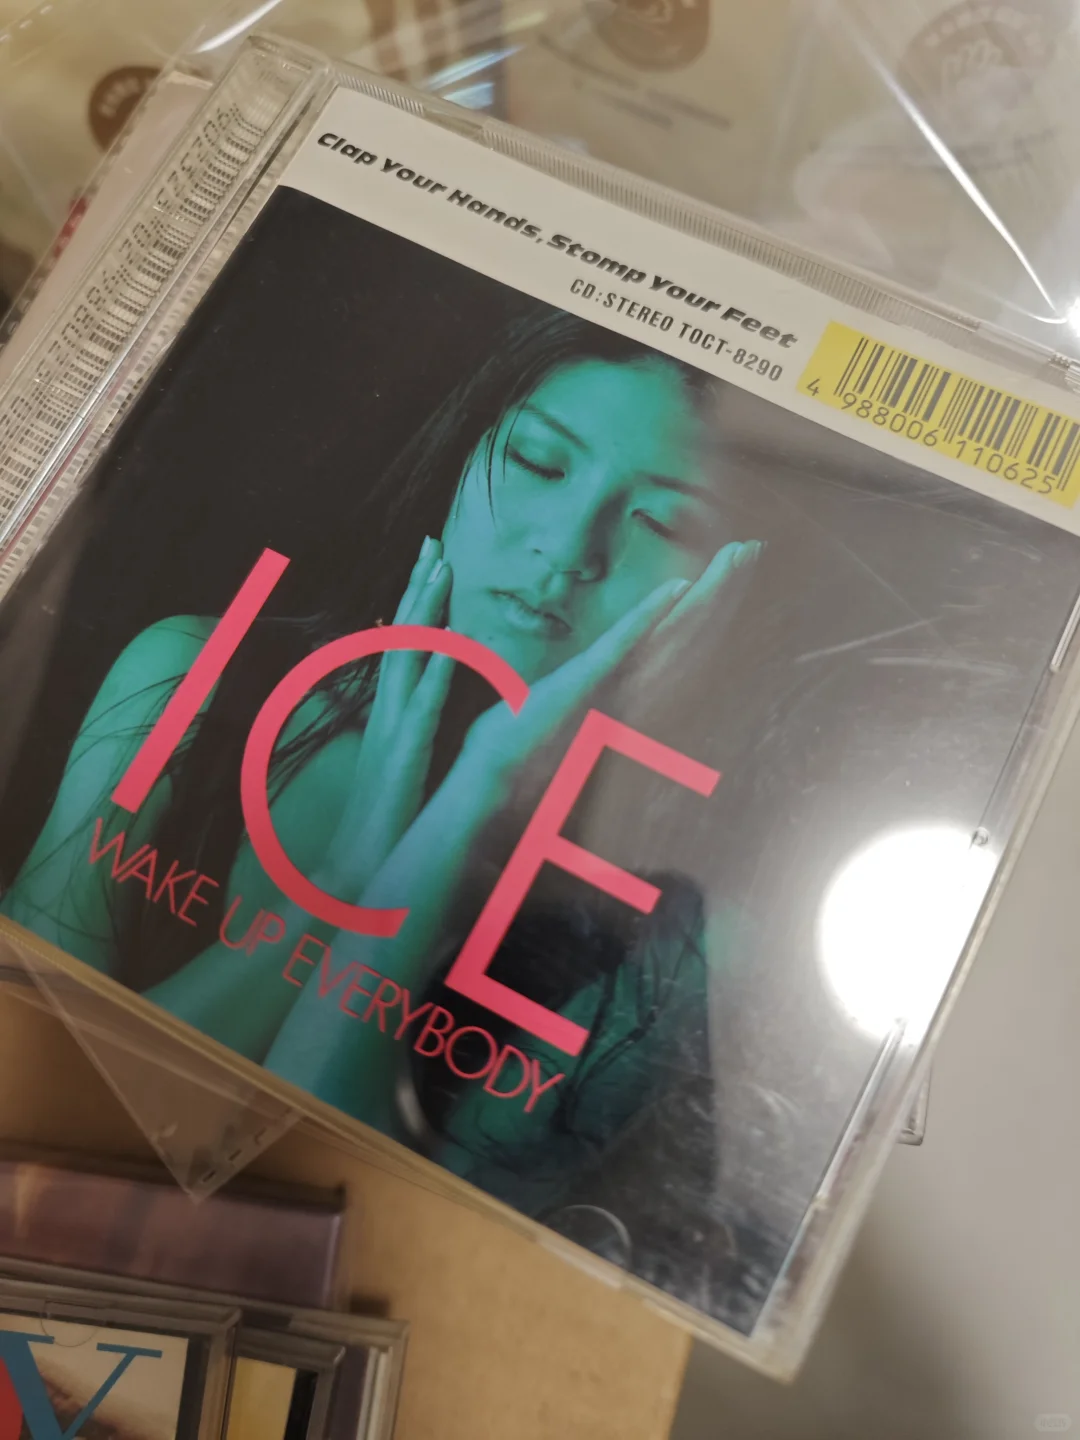 Clap Your Hands, Stomp Your Feet
CD:STEREO TOCT-8290
4 988006 110625
ICE
WAKE UP EVERYBODY